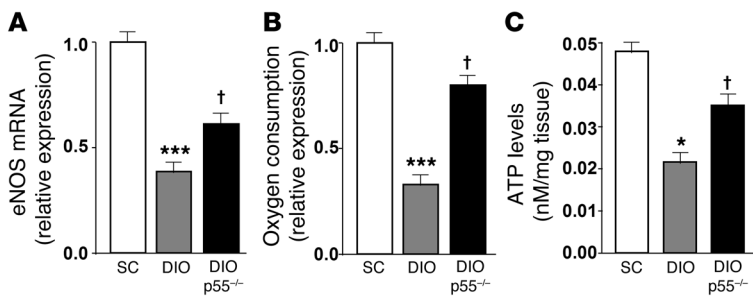 A
eNOS mRNA
(relative expression)
1.0
0.5
0.0
***
†
SC
DIO
DIO
p55–/–
B
Oxygen consumption
(relative expression)
1.0
0.5
0.0
***
†
SC
DIO
DIO
p55–/–
C
ATP levels
(nM/mg tissue)
0.05
0.04
0.03
0.02
0.01
0.00
*
†
SC
DIO
DIO
p55–/–